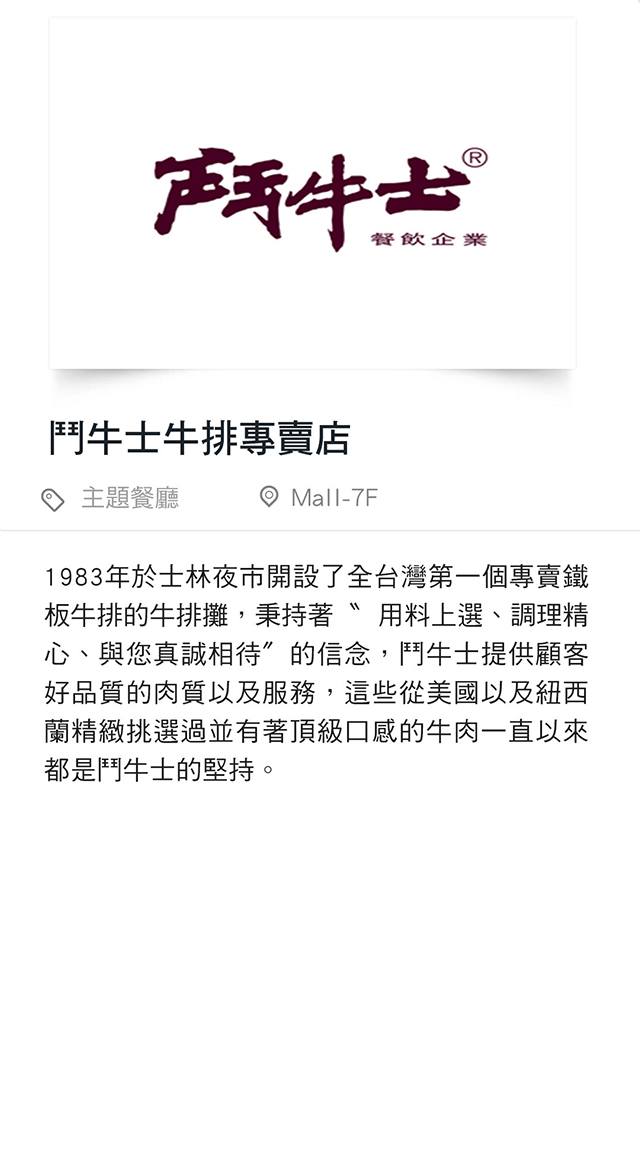 鬥牛士®
餐飲企業
鬥牛士牛排專賣店
主題餐廳
Mall-7F
1983年於士林夜市開設了全台灣第一個專賣鐵
板牛排的牛排攤，秉持著〝 用料上選、調理精
心、與您真誠相待〞的信念，鬥牛士提供顧客
好品質的肉質以及服務，這些從美國以及紐西
蘭精緻挑選過並有著頂級口感的牛肉一直以來
都是鬥牛士的堅持。